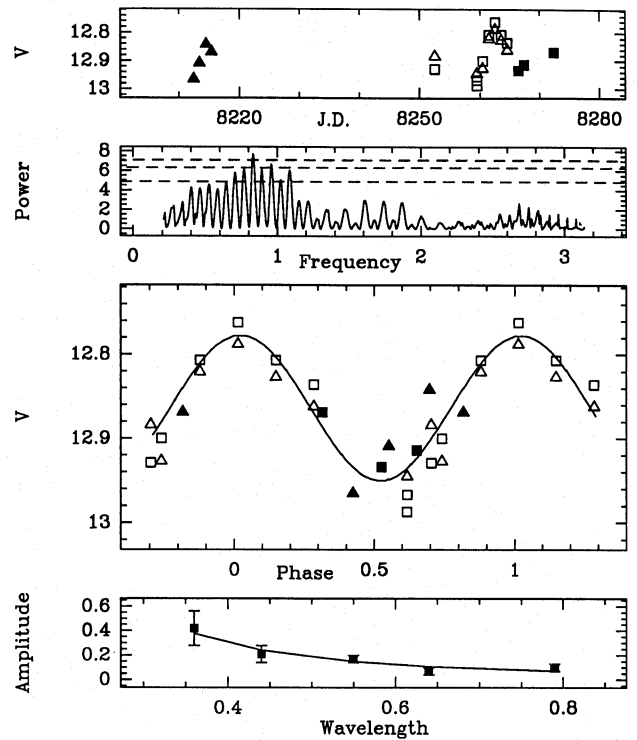 V
12.8
12.9
13
8220 J.D. 8250 8280
Power
8
6
4
2
0
0 Frequency 1 2 3
V
12.8
12.9
13
0 Phase 0.5 1
Amplitude
0.6
0.4
0.2
0
0.4 0.6 0.8
Wavelength